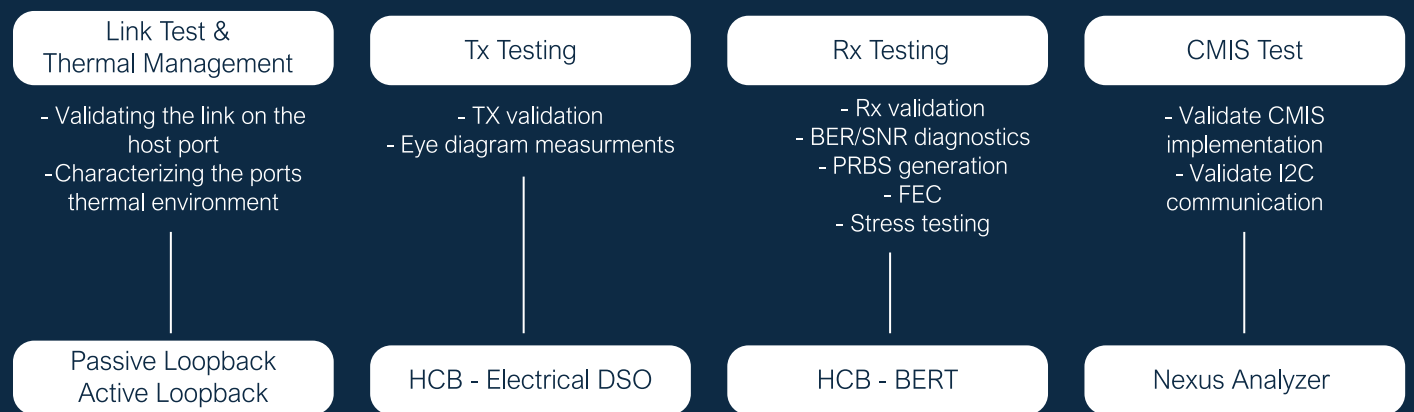 Link Test &
Thermal Management
- Validating the link on the
host port
-Characterizing the ports
thermal environment
Passive Loopback
Active Loopback
Tx Testing
- TX validation
- Eye diagram measurments
HCB - Electrical DSO
Rx Testing
- Rx validation
- BER/SNR diagnostics
- PRBS generation
- FEC
- Stress testing
HCB - BERT
CMIS Test
- Validate CMIS
implementation
- Validate I2C
communication
Nexus Analyzer